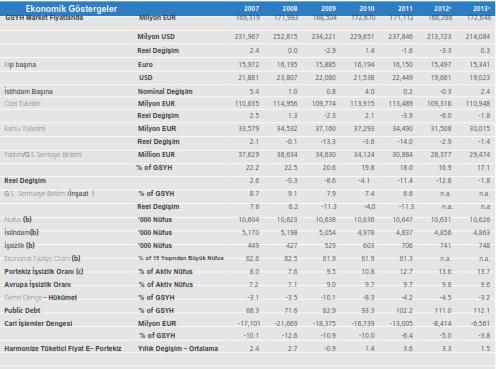 Ekonomik Göstergeler 2007 2008 2009 2010 2011 2012ᵃ 2013ᵃ
GSYH Market Fiyatlarıda Milyon EUR 169,319 171,983 168,504 172,670 171,112 168,286 172,648
Milyon USD 231,967 252,815 234,221 229,651 237,846 213,723 214,084
Reel Değişim 2.4 0.0 -2.9 1.4 -1.6 -3.3 0.3
Kişi başına Euro 15,972 16,195 15,885 16,194 16,150 15,497 15,341
USD 21,881 23,807 22,080 21,538 22,449 19,681 19,023
İstihdam Başına Nominal Değişim 5.4 1.0 0.8 4.0 0.2 -0.3 2.4
Özel Tüketim Milyon EUR 110,635 114,956 109,774 113,915 113,489 109,316 110,948
Reel Değişim 2.5 1.3 -2.3 2.1 -3.9 -6.0 -1.8
Kamu Tüketimi Milyon EUR 33,579 34,532 37,160 37,293 34,490 31,508 30,015
Reel Değişim 2.1 -0.1 -13.3 -3.6 -14.0 -2.9 -1.4
Yatırım/G.S. Sermaye Birikimi Million EUR 37,629 38,634 34,630 34,124 30,884 28,377 29,474
% of GSYH 22.2 22.5 20.6 19.8 18.0 16.9 17.1
Reel Değişim 2.6 -0.3 -8.6 -4.1 -11.4 -12.8 -1.8
G.S. Sermaye Birikim (İnşaat ) % of GSYH 8.7 9.1 7.9 7.4 6.6 n.a. n.a.
Reel Değişim 7.6 6.2 -11.3 -4,0 -11.3 n.a. n.a
Nüfus (b) '000 Nüfus 10,604 10,623 10,638 10,636 10,647 10,631 10,626
İstihdam(b) '000 Nüfus 5,170 5,198 5,054 4,978 4,837 4,856 4,863
İşsizlik (b) '000 Nüfus 449 427 529 603 706 741 748
Ekonomik Faaliye Oranı (b) % of 15 Yaşından Büyük Nüfus 62.6 62.5 61.9 61.9 61.3 n.a. n.a.
Portekiz İşsizlik Oranı (c) % of Aktiv Nüfus 8.0 7.6 9.5 10.8 12.7 13.6 13.7
Avrupa İşsizlik Oranı % of Aktiv Nüfus 7.2 7.1 9.0 9.7 9.7 9.8 9.6
Genel Denge - Hükümet % of GSYH -3.1 -3.5 -10.1 -8.3 -4.2 -4.5 -3.2
Public Debt % of GSYH 68.3 71.6 82.9 93.3 102.2 111.0 112.1
Cari İşlemler Dengesi Milyon EUR -17,101 -21,669 -18,375 -16,739 -13,005 -8,414 -6,561
% of GSYH -10.1 -12.6 -10.9 -10.0 -6.4 -5.0 -3.8
Harmonize Tüketici Fiyat E- Portekiz Yıllık Değişim - Ortalama 2.4 2.7 -0.9 1.4 3.6 3.3 1.5